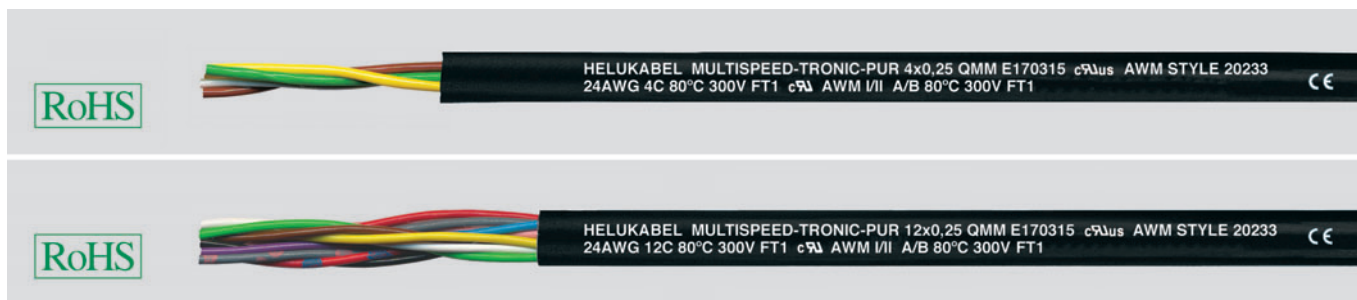 RoHS
HELUKABEL MULTISPEED-TRONIC-PUR 4x0,25 QMM E170315 cRUus AWM STYLE 20233
24AWG 4C 80°C 300V FT1 cRU AWM I/II A/B 80°C 300V FT1
CE
RoHS
HELUKABEL MULTISPEED-TRONIC-PUR 12x0,25 QMM E170315 cRUus AWM STYLE 20233
24AWG 12C 80°C 300V FT1 cRU AWM I/II A/B 80°C 300V FT1
CE